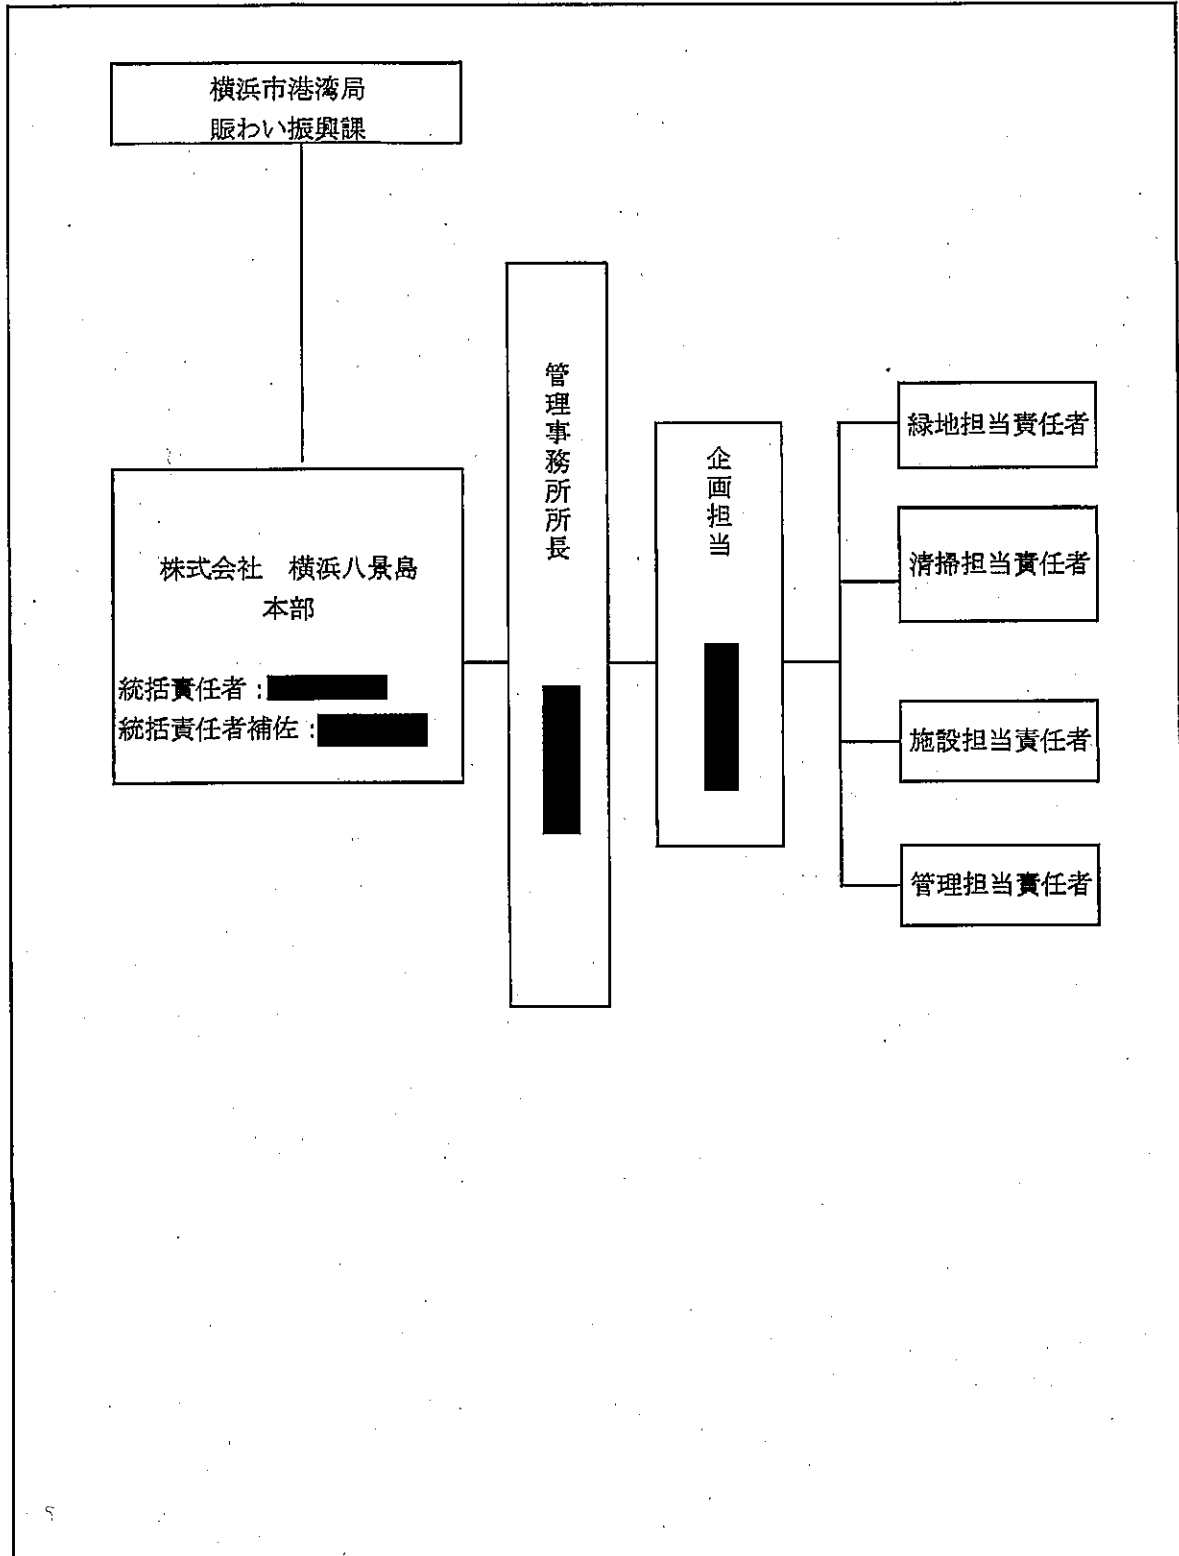 横浜市港湾局
賑わい振興課
株式会社　横浜八景島
本部
統括責任者：
統括責任者補佐：
管理事務所所長
企画担当
緑地担当責任者
清掃担当責任者
施設担当責任者
管理担当責任者